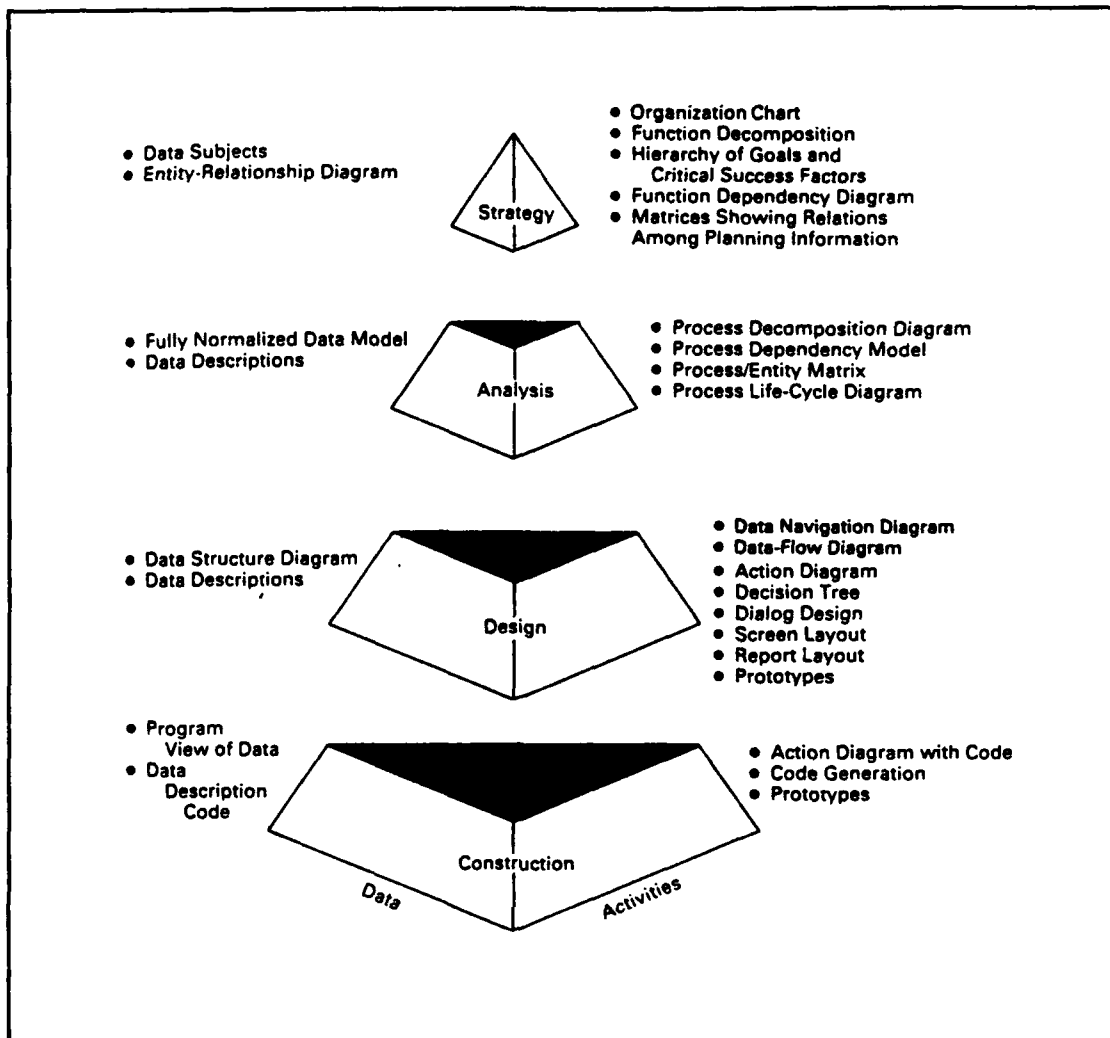 ● Data Subjects
● Entity-Relationship Diagram
Strategy
● Organization Chart
● Function Decomposition
● Hierarchy of Goals and
Critical Success Factors
● Function Dependency Diagram
● Matrices Showing Relations
Among Planning Information
● Fully Normalized Data Model
● Data Descriptions
Analysis
● Process Decomposition Diagram
● Process Dependency Model
● Process/Entity Matrix
● Process Life-Cycle Diagram
● Data Structure Diagram
● Data Descriptions
Design
● Data Navigation Diagram
● Data-Flow Diagram
● Action Diagram
● Decision Tree
● Dialog Design
● Screen Layout
● Report Layout
● Prototypes
● Program
View of Data
● Data
Description
Code
Construction
● Action Diagram with Code
● Code Generation
● Prototypes
Data
Activities